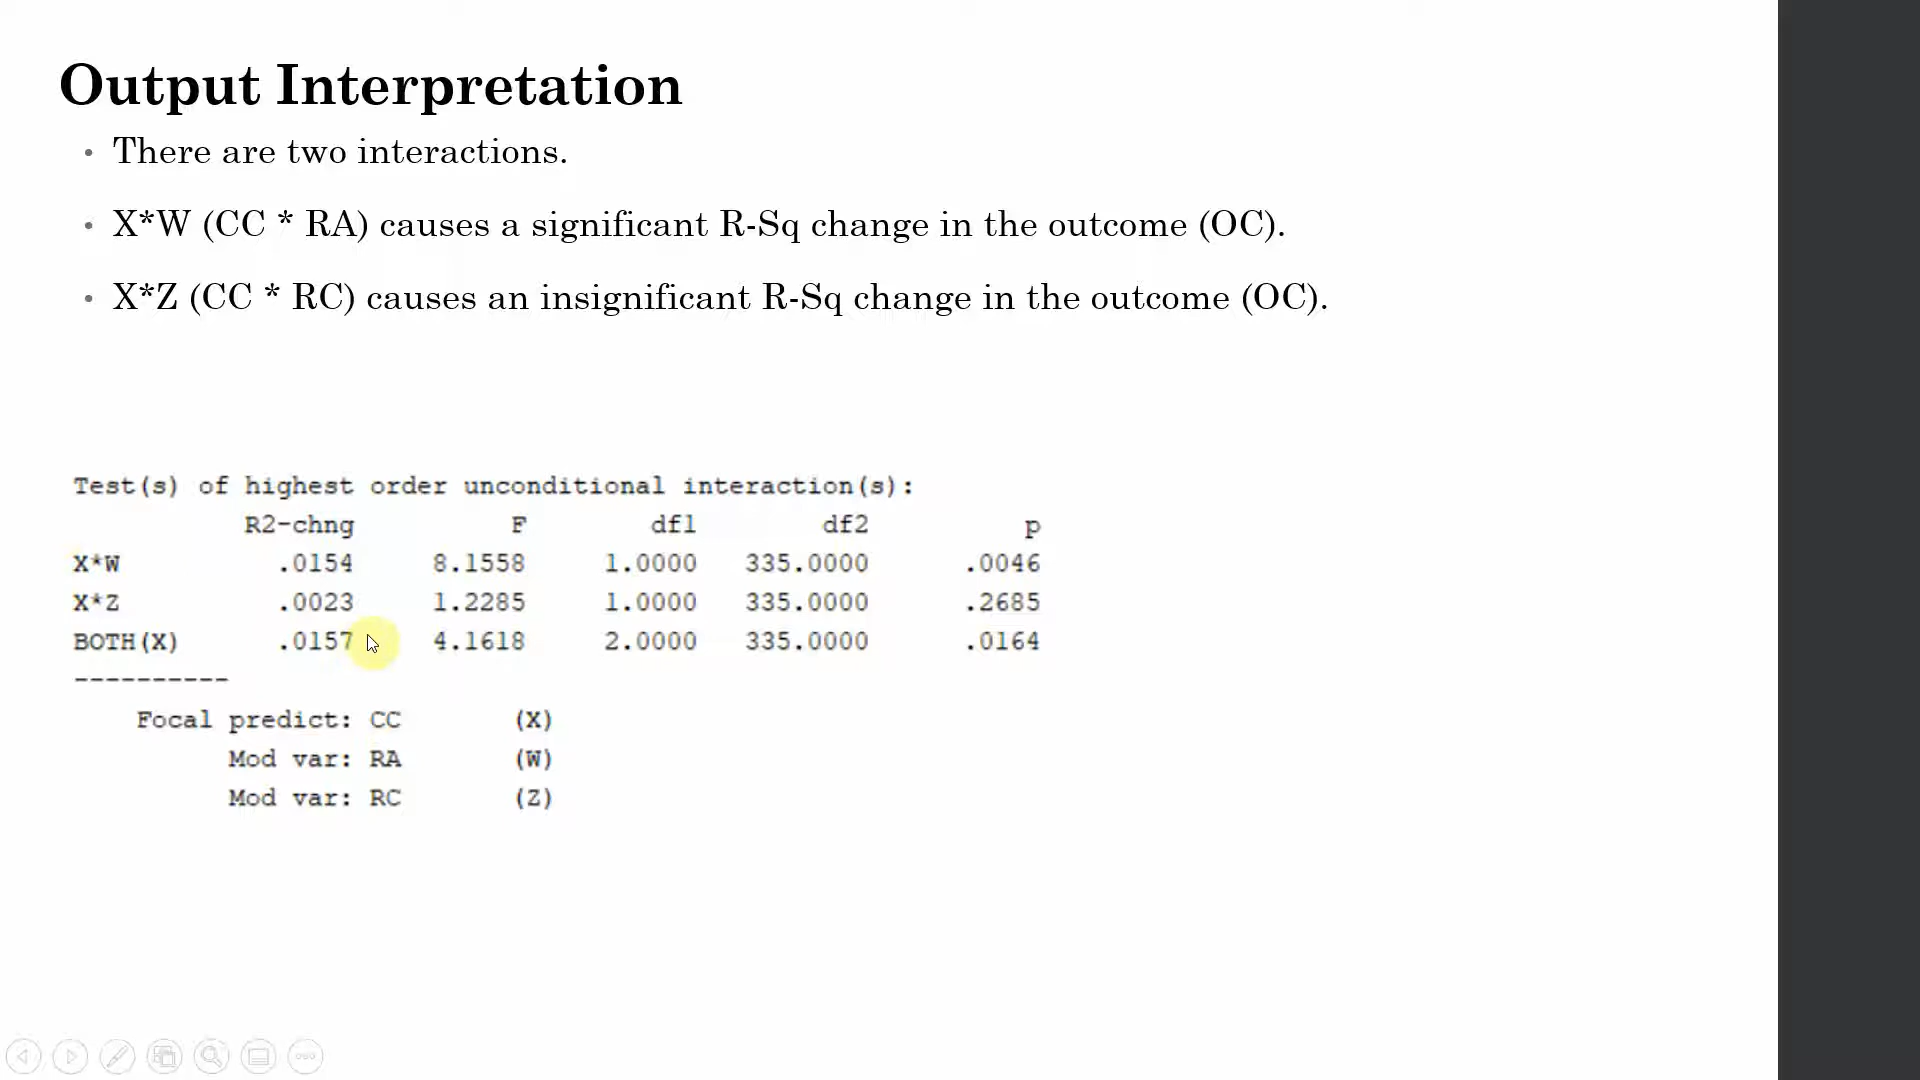 Output Interpretation
• There are two interactions.
• X*W (CC * RA) causes a significant R-Sq change in the outcome (OC).
• X*Z (CC * RC) causes an insignificant R-Sq change in the outcome (OC).
Test(s) of highest order unconditional interaction(s):
R2-chng F df1 df2 p
X*W .0154 8.1558 1.0000 335.0000 .0046
X*Z .0023 1.2285 1.0000 335.0000 .2685
BOTH(X) .0157 4.1618 2.0000 335.0000 .0164
----------
Focal predict: CC (X)
Mod var: RA (W)
Mod var: RC (Z)